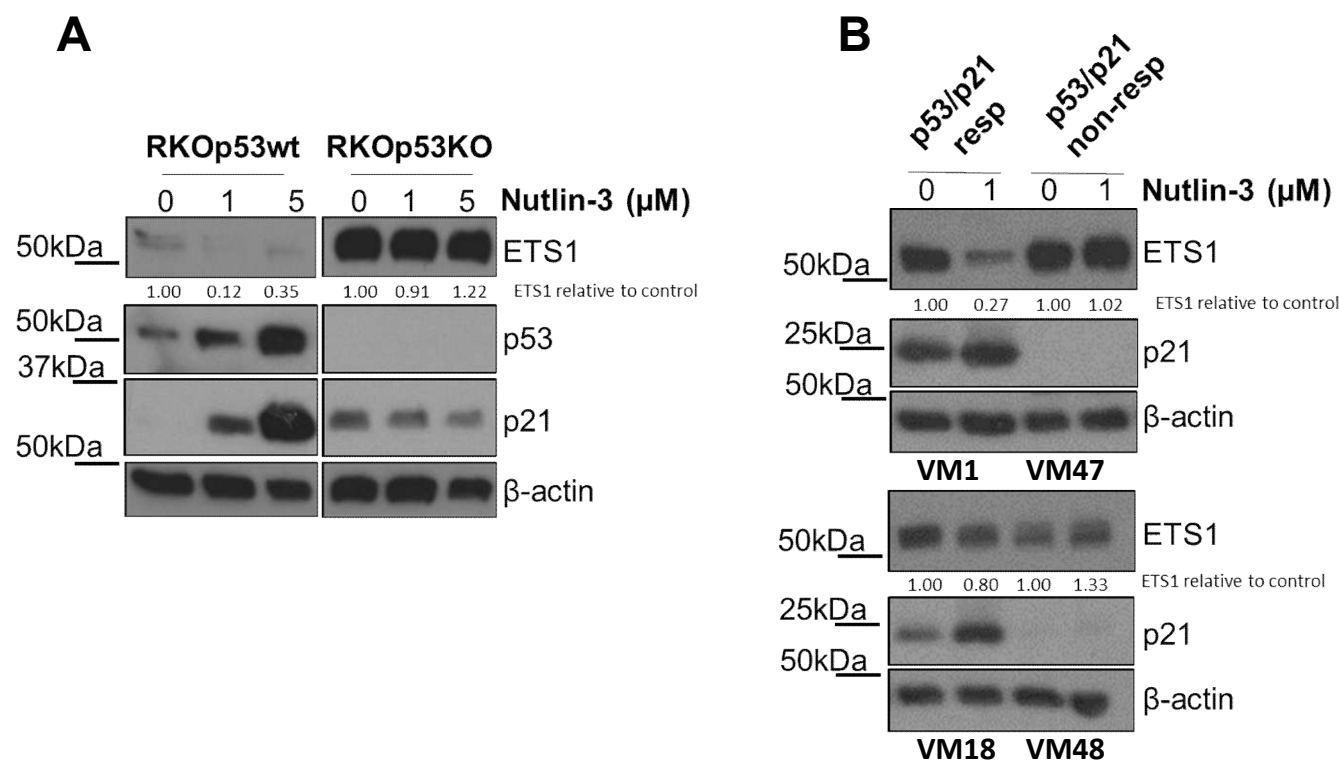 A
RKOp53wt RKOp53KO
0 1 5 0 1 5 Nutlin-3 (µM)
50kDa ETS1
1.00 0.12 0.35 1.00 0.91 1.22 ETS1 relative to control
50kDa p53
37kDa
p21
50kDa
β-actin
B
p53/p21 resp
p53/p21 non-resp
0 1 0 1 Nutlin-3 (µM)
50kDa ETS1
1.00 0.27 1.00 1.02 ETS1 relative to control
25kDa p21
50kDa
β-actin
VM1 VM47
50kDa ETS1
1.00 0.80 1.00 1.33 ETS1 relative to control
25kDa p21
50kDa
β-actin
VM18 VM48